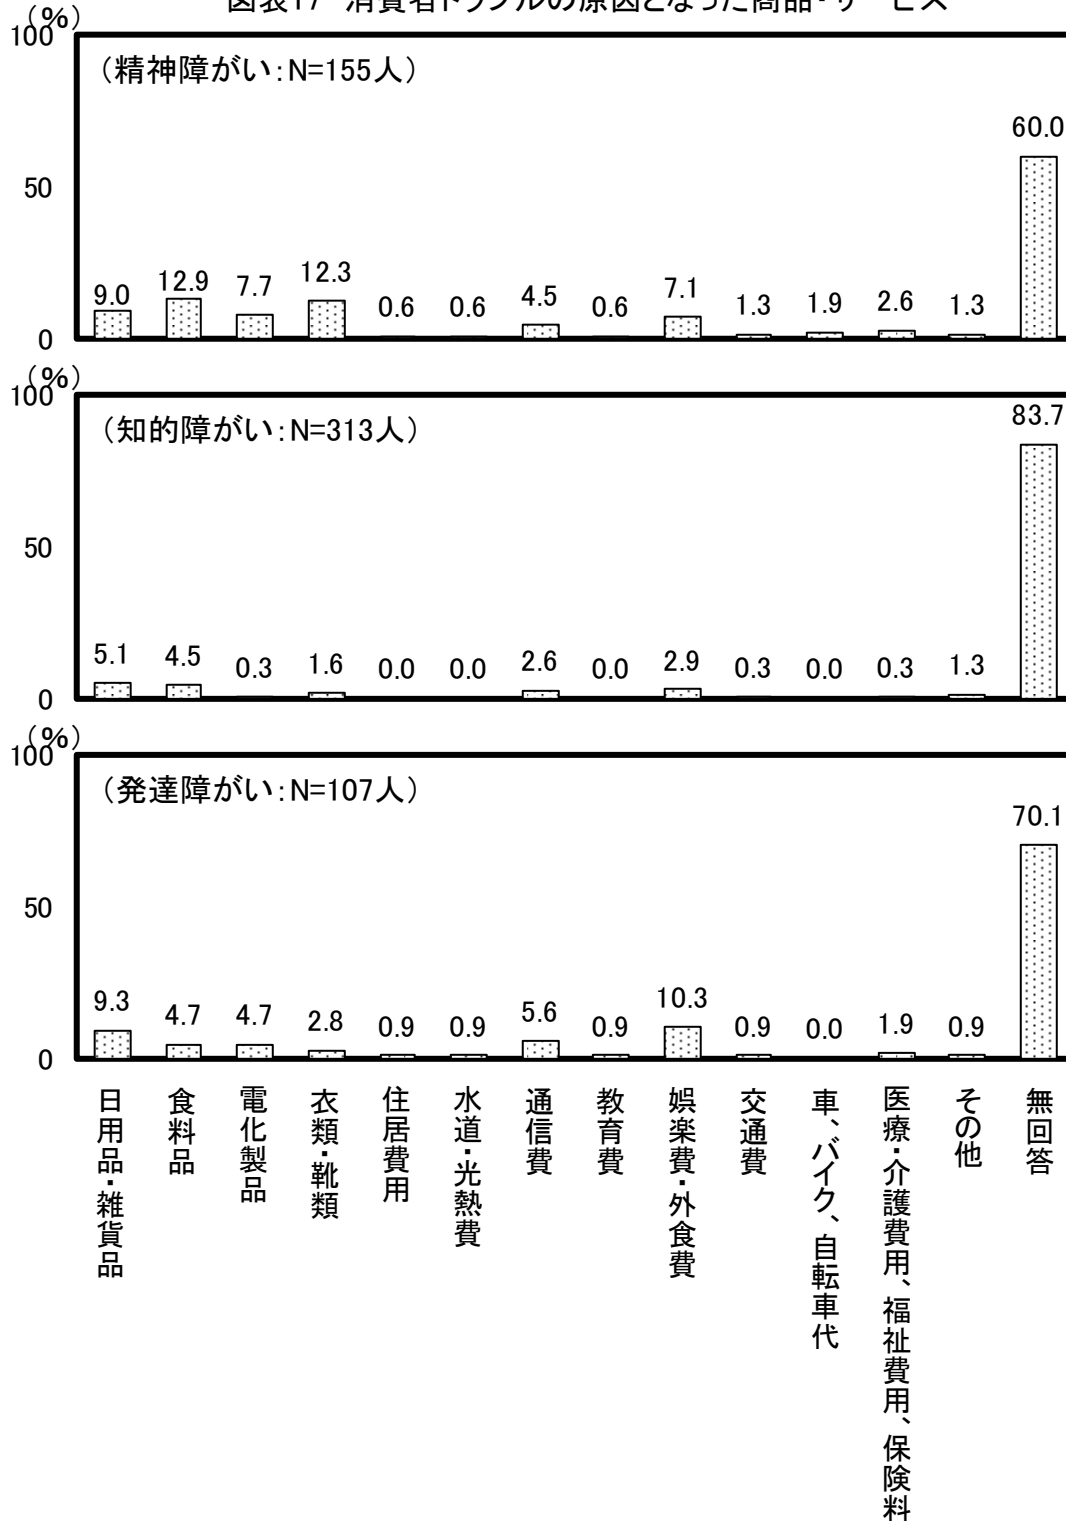 図表17 消費者トラブルの原因となった商品・サービス
(%)
100
(精神障がい:N=155人)
50
0
9.0 12.9 7.7 12.3 0.6 0.6 4.5 0.6 7.1 1.3 1.9 2.6 1.3 60.0
(%)
100
(知的障がい:N=313人)
50
0
5.1 4.5 0.3 1.6 0.0 0.0 2.6 0.0 2.9 0.3 0.0 0.3 1.3 83.7
(%)
100
(発達障がい:N=107人)
50
0
9.3 4.7 4.7 2.8 0.9 0.9 5.6 0.9 10.3 0.9 0.0 1.9 0.9 70.1
日用品・雑貨品
食料品
電化製品
衣類・靴類
住居費用
水道・光熱費
通信費
教育費
娯楽費・外食費
交通費
車、バイク、自転車代
医療・介護費用、福祉費用、保険料
その他
無回答